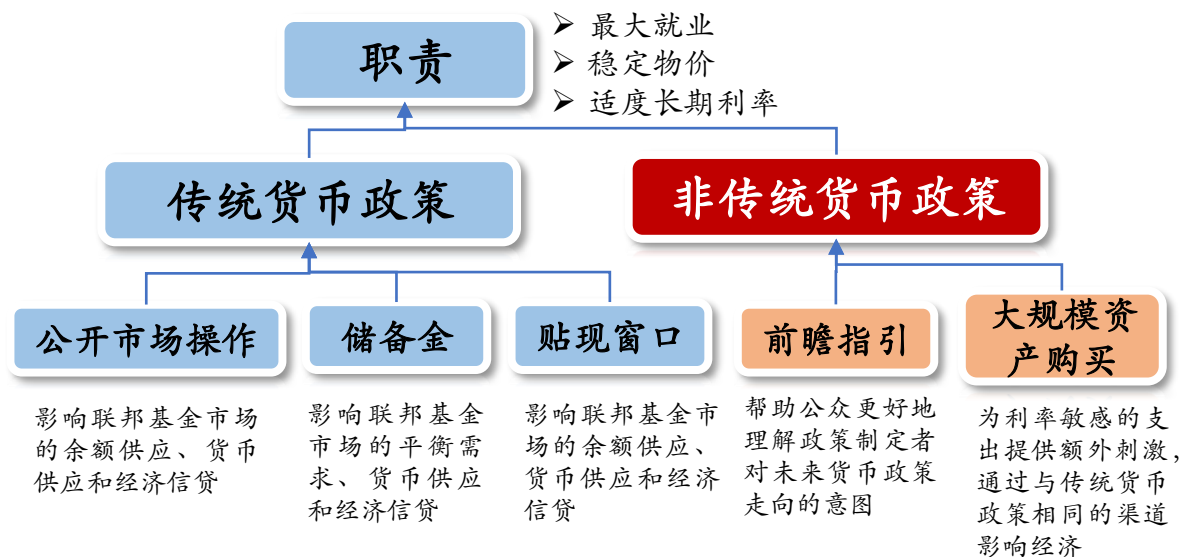 职责
➢ 最大就业
➢ 稳定物价
➢ 适度长期利率
传统货币政策
非传统货币政策
公开市场操作
储备金
贴现窗口
前瞻指引
大规模资
产购买
影响联邦基金市场
的余额供应、货币
供应和经济信贷
影响联邦基金
市场的平衡需
求、货币供应
和经济信贷
影响联邦基金市
场的余额供应、
货币供应和经济
信贷
帮助公众更好地
理解政策制定者
对未来货币政策
走向的意图
为利率敏感的支
出提供额外刺激，
通过与传统货币
政策相同的渠道
影响经济